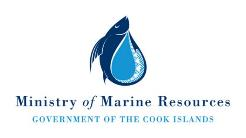 Ministry of Marine Resources
GOVERNMENT OF THE COOK ISLANDS